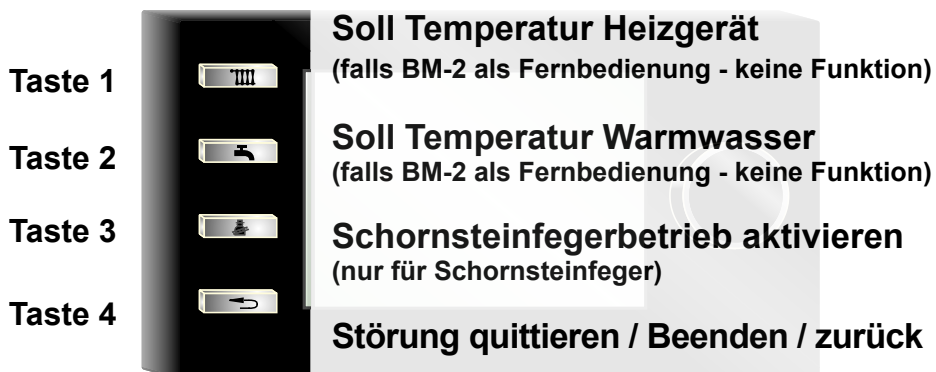 Soll Temperatur Heizgerät
Taste 1
(falls BM-2 als Fernbedienung - keine Funktion)
Taste 2
Soll Temperatur Warmwasser
(falls BM-2 als Fernbedienung - keine Funktion)
Taste 3
Schornsteinfegerbetrieb aktivieren
(nur für Schornsteinfeger)
Taste 4
Störung quittieren / Beenden / zurück